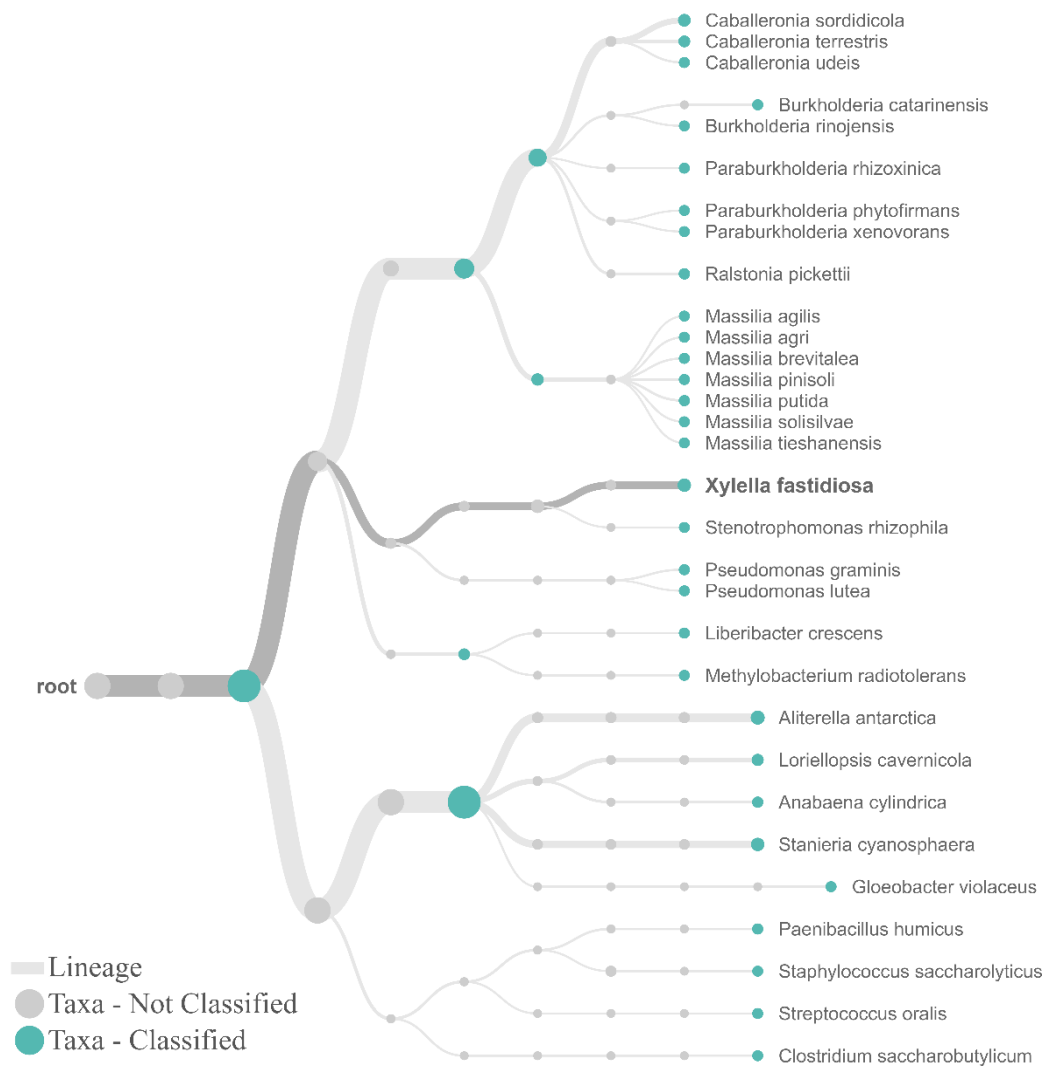 Caballeronia sordidicola
Caballeronia terrestris
Caballeronia udeis
Burkholderia catarinensis
Burkholderia rinojensis
Paraburkholderia rhizoxinica
Paraburkholderia phytofirmans
Paraburkholderia xenovorans
Ralstonia pickettii
Massilia agilis
Massilia agri
Massilia brevitalea
Massilia pinisoli
Massilia putida
Massilia solisilvae
Massilia tieshanensis
Xylella fastidiosa
Stenotrophomonas rhizophila
Pseudomonas graminis
Pseudomonas lutea
Liberibacter crescens
Methylobacterium radiotolerans
root
Aliterella antarctica
Loriellopsis cavernicola
Anabaena cylindrica
Stanieria cyanosphaera
Gloeobacter violaceus
Paenibacillus humicus
Staphylococcus saccharolyticus
Streptococcus oralis
Clostridium saccharobutylicum
Lineage
Taxa - Not Classified
Taxa - Classified